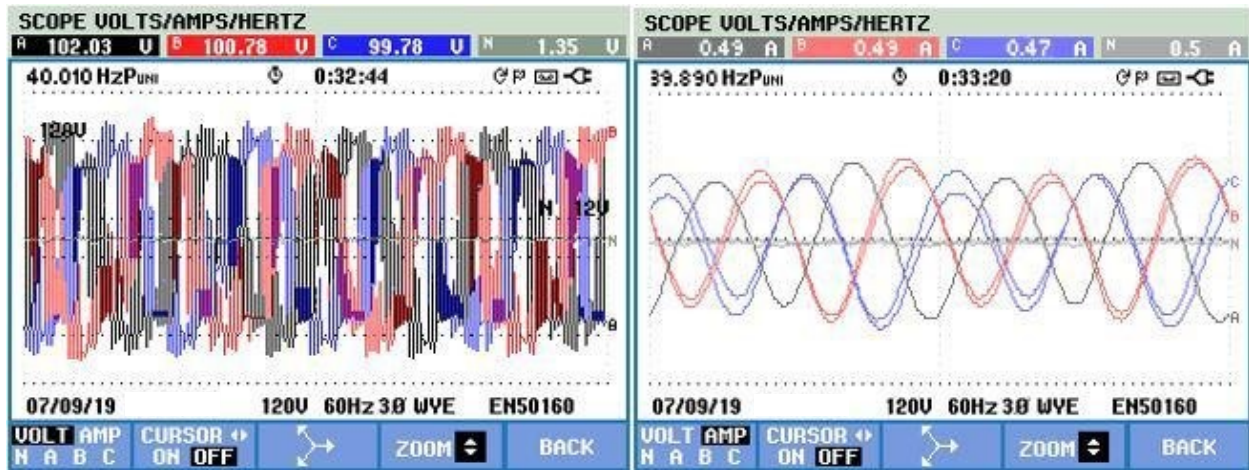 SCOPE VOLTS/AMPS/HERTZ
A 102.03 V B 100.78 V C 99.78 V N 1.35 V
40.010 HzPUNI 0:32:44
120V
B
N 12V
N
A
07/09/19 120V 60Hz 3Ø WYE EN50160
VOLT AMP CURSOR ZOOM BACK
N A B C ON OFF
SCOPE VOLTS/AMPS/HERTZ
A 0.49 A B 0.49 A C 0.47 A N 0.5 A
39.890 HzPUNI 0:33:20
C
B
N
A
07/09/19 120V 60Hz 3Ø WYE EN50160
VOLT AMP CURSOR ZOOM BACK
N A B C ON OFF